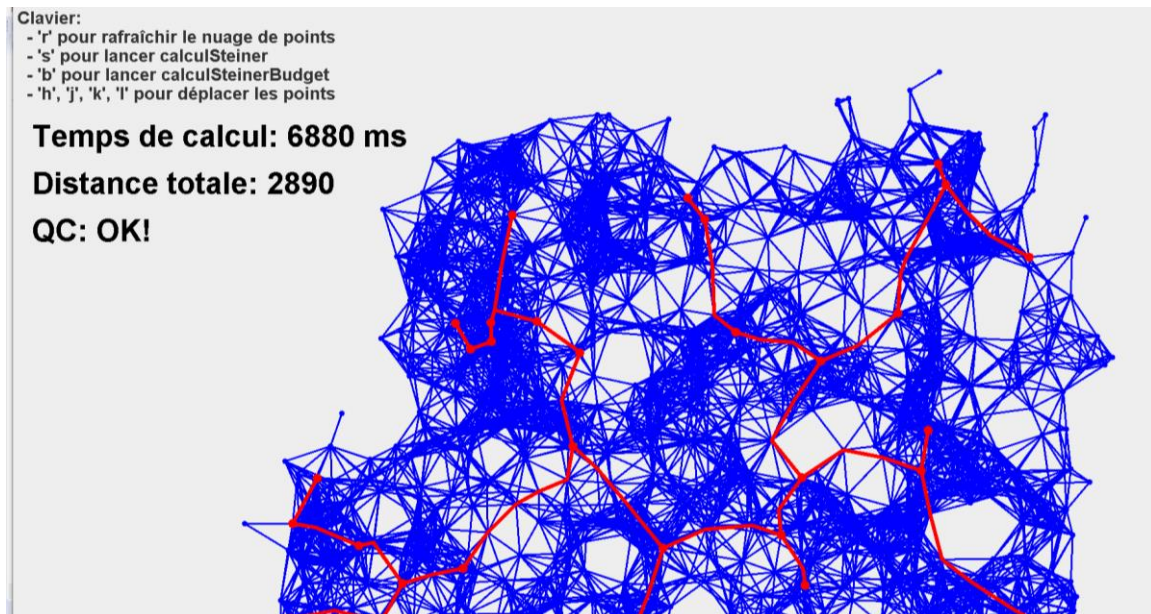 Clavier:
- 'r' pour rafraîchir le nuage de points
- 's' pour lancer calculSteiner
- 'b' pour lancer calculSteinerBudget
- 'h', 'j', 'k', 'l' pour déplacer les points
Temps de calcul: 6880 ms
Distance totale: 2890
QC: OK!